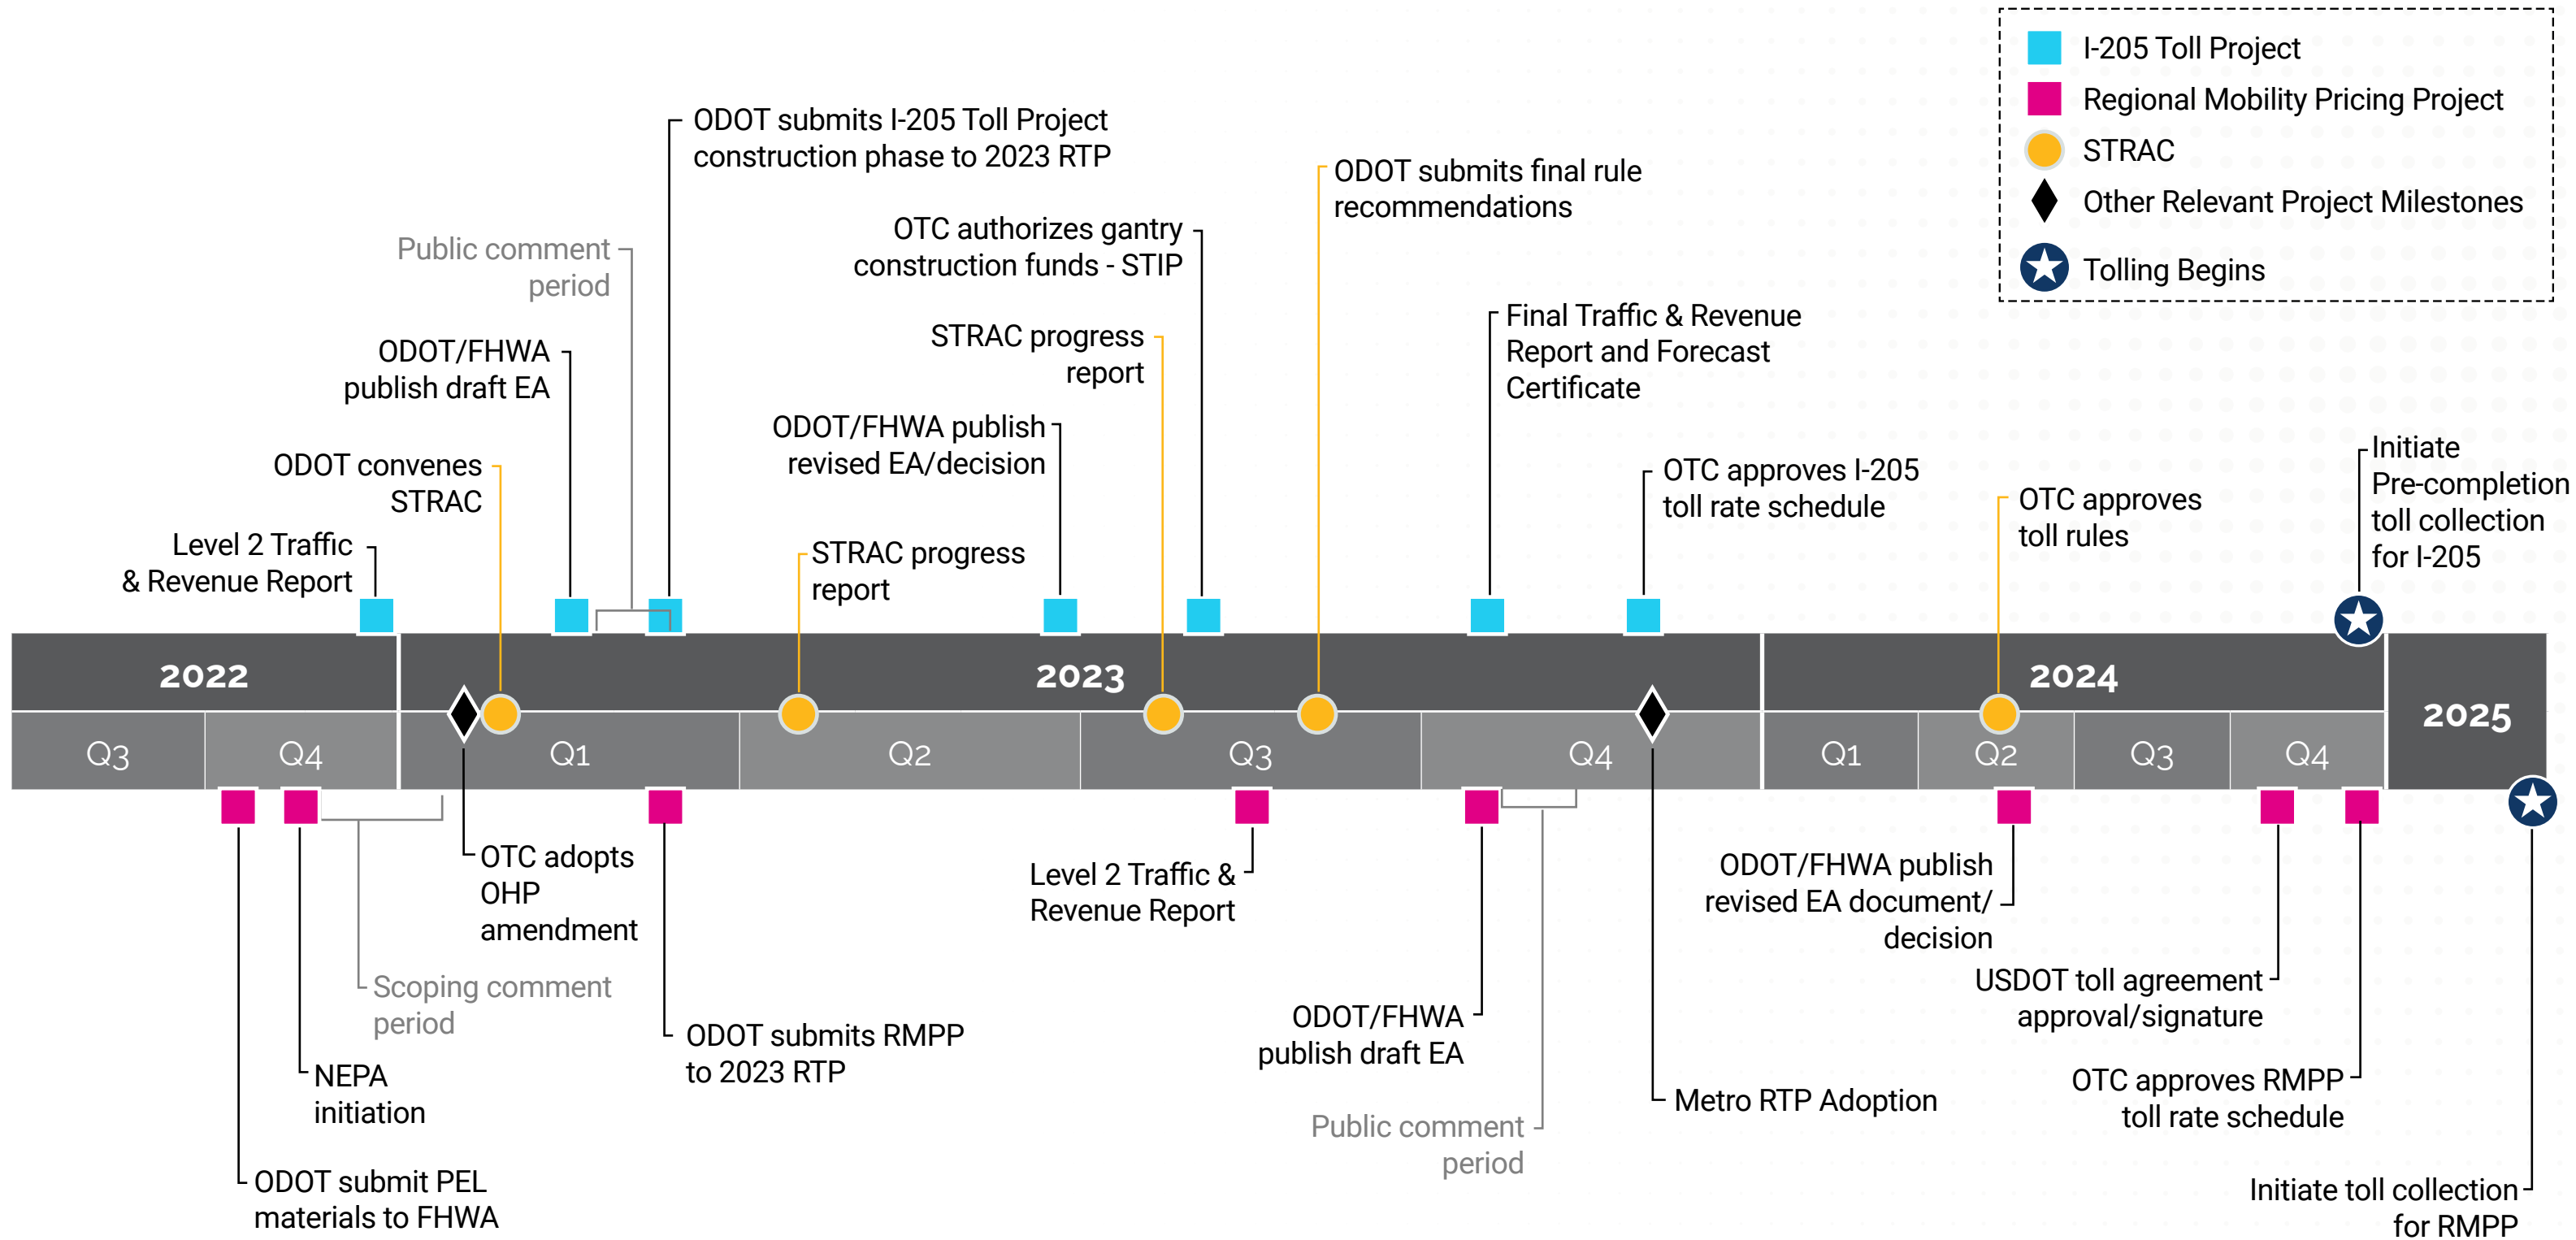 I-205 Toll Project
Regional Mobility Pricing Project
STRAC
Other Relevant Project Milestones
Tolling Begins
ODOT submits I-205 Toll Project
construction phase to 2023 RTP
Public comment
period
ODOT/FHWA
publish draft EA
ODOT convenes
STRAC
Level 2 Traffic
& Revenue Report
OTC authorizes gantry
construction funds - STIP
STRAC progress
report
ODOT/FHWA publish
revised EA/decision
STRAC progress
report
ODOT submits final rule
recommendations
Final Traffic & Revenue
Report and Forecast
Certificate
OTC approves I-205
toll rate schedule
OTC approves
toll rules
Initiate
Pre-completion
toll collection
for I-205
2022
2023
2024
2025
Q3
Q4
Q1
Q2
Q3
Q4
Q1
Q2
Q3
Q4
OTC adopts
OHP
amendment
Scoping comment
period
NEPA
initiation
ODOT submit PEL
materials to FHWA
ODOT submits RMPP
to 2023 RTP
Level 2 Traffic &
Revenue Report
ODOT/FHWA
publish draft EA
Public comment
period
Metro RTP Adoption
ODOT/FHWA publish
revised EA document/
decision
USDOT toll agreement
approval/signature
OTC approves RMPP
toll rate schedule
Initiate toll collection
for RMPP